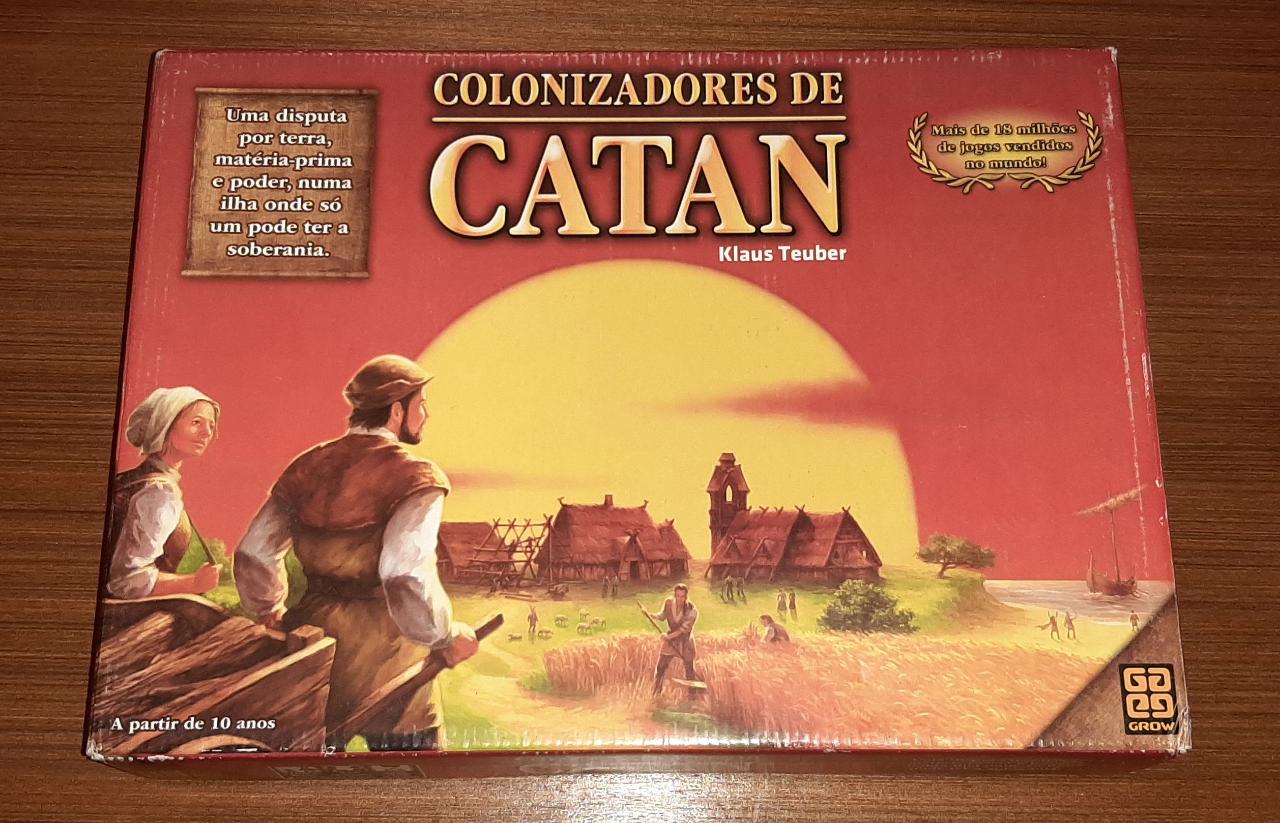 COLONIZADORES DE
CATAN
Klaus Teuber
Uma disputa
por terra,
matéria-prima
e poder, numa
ilha onde só
um pode ter a
soberania.
Mais de 18 milhões
de jogos vendidos
no mundo!
A partir de 10 anos
GROW